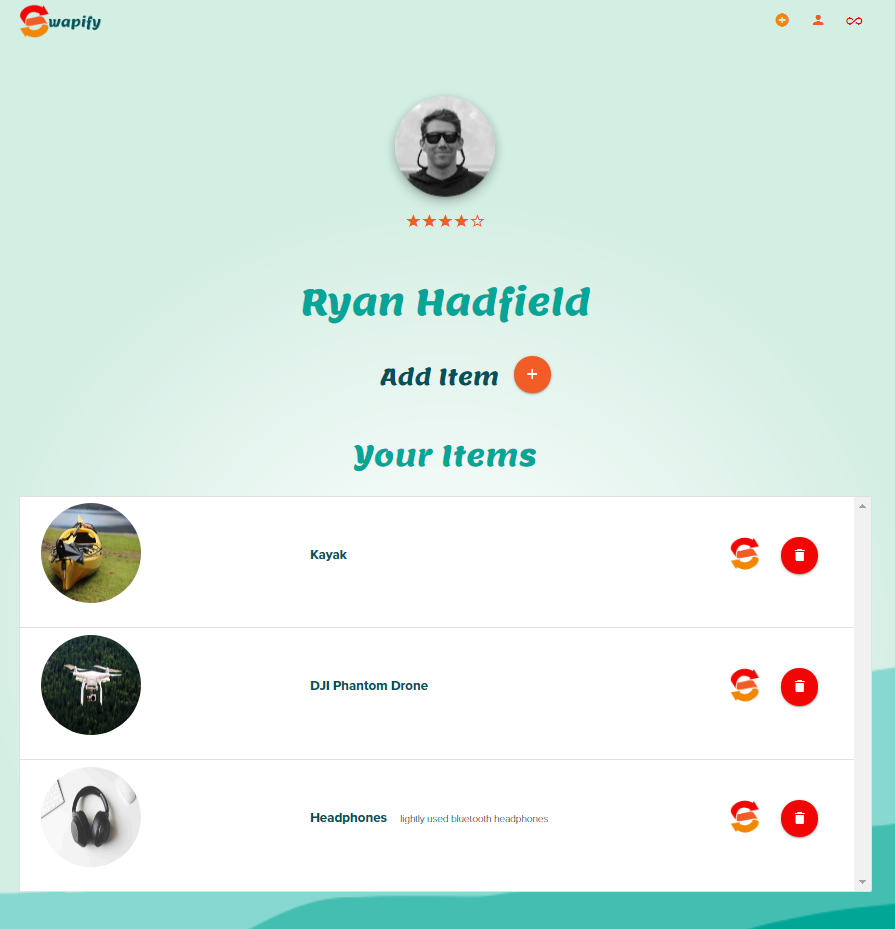 Swapify
Ryan Hadfield
Add Item
Your Items
Kayak
DJI Phantom Drone
Headphones lightly used bluetooth headphones